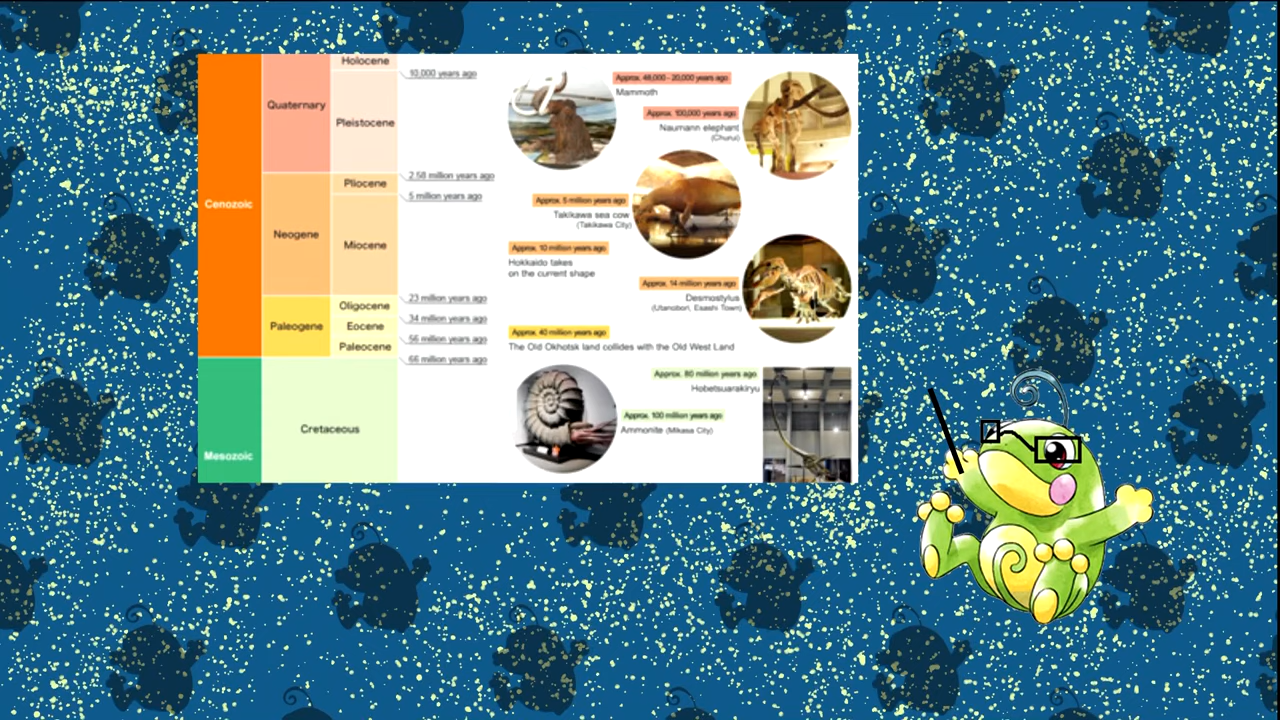 Holocene
10,000 years ago
Quaternary
Pleistocene
2.58 million years ago
Pliocene
5 million years ago
Cenozoic
Neogene
Miocene
23 million years ago
Oligocene
34 million years ago
Paleogene
Eocene
56 million years ago
Paleocene
66 million years ago
Cretaceous
Mesozoic
Approx. 48,000 - 20,000 years ago
Mammoth
Approx. 100,000 years ago
Naumann elephant
(Churui)
Approx. 5 million years ago
Takikawa sea cow
(Takikawa City)
Approx. 10 million years ago
Hokkaido takes
on the current shape
Approx. 14 million years ago
Desmostylus
(Utanobori, Esashi Town)
Approx. 40 million years ago
The Old Okhotsk land collides with the Old West Land
Approx. 80 million years ago
Hobetsuarakiryu
Approx. 100 million years ago
Ammonite (Mikasa City)